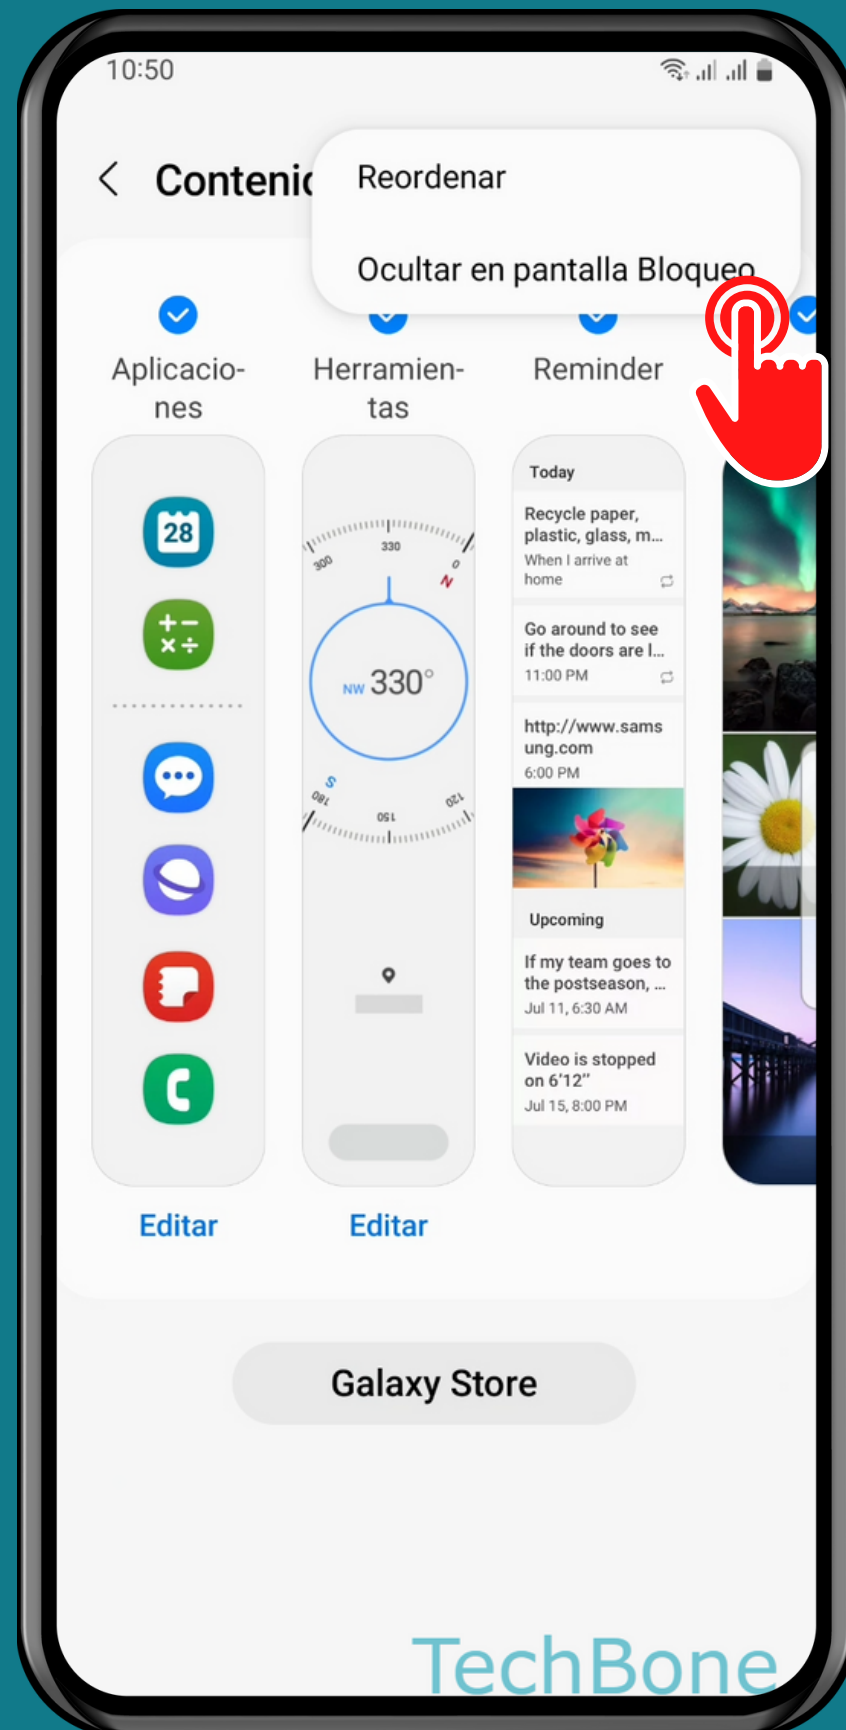 10:50
Contenic
Reordenar
Ocultar en pantalla Bloqueo
Aplicacio-
nes
Herramien-
tas
Reminder
28
330
300
0
N
NW 330°
S
180
150
120
Today
Recycle paper,
plastic, glass, m...
When I arrive at
home
Go around to see
if the doors are l...
11:00 PM
http://www.sams
ung.com
6:00 PM
Upcoming
If my team goes to
the postseason, ...
Jul 11, 6:30 AM
Video is stopped
on 6'12"
Jul 15, 8:00 PM
Editar
Editar
Galaxy Store
TechBone